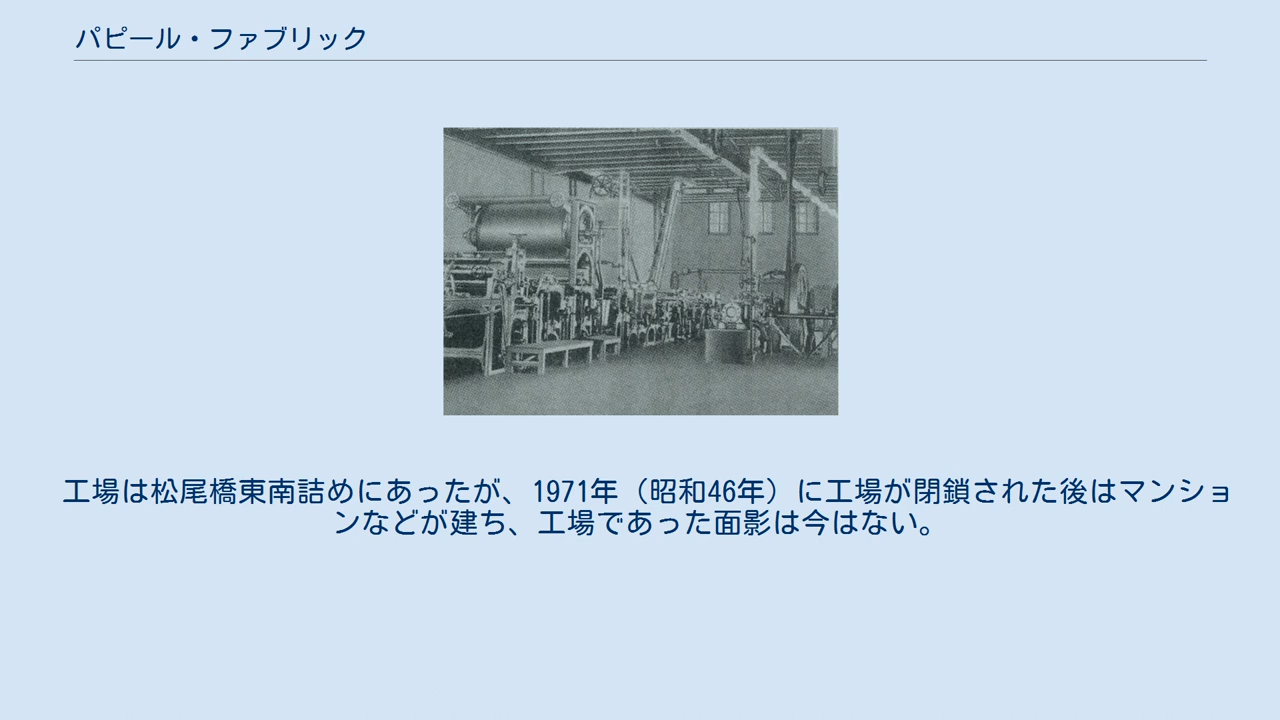 パピール・ファブリック
工場は松尾橋東南詰めにあったが、1971年（昭和46年）に工場が閉鎖された後はマンショ
ンなどが建ち、工場であった面影は今はない。